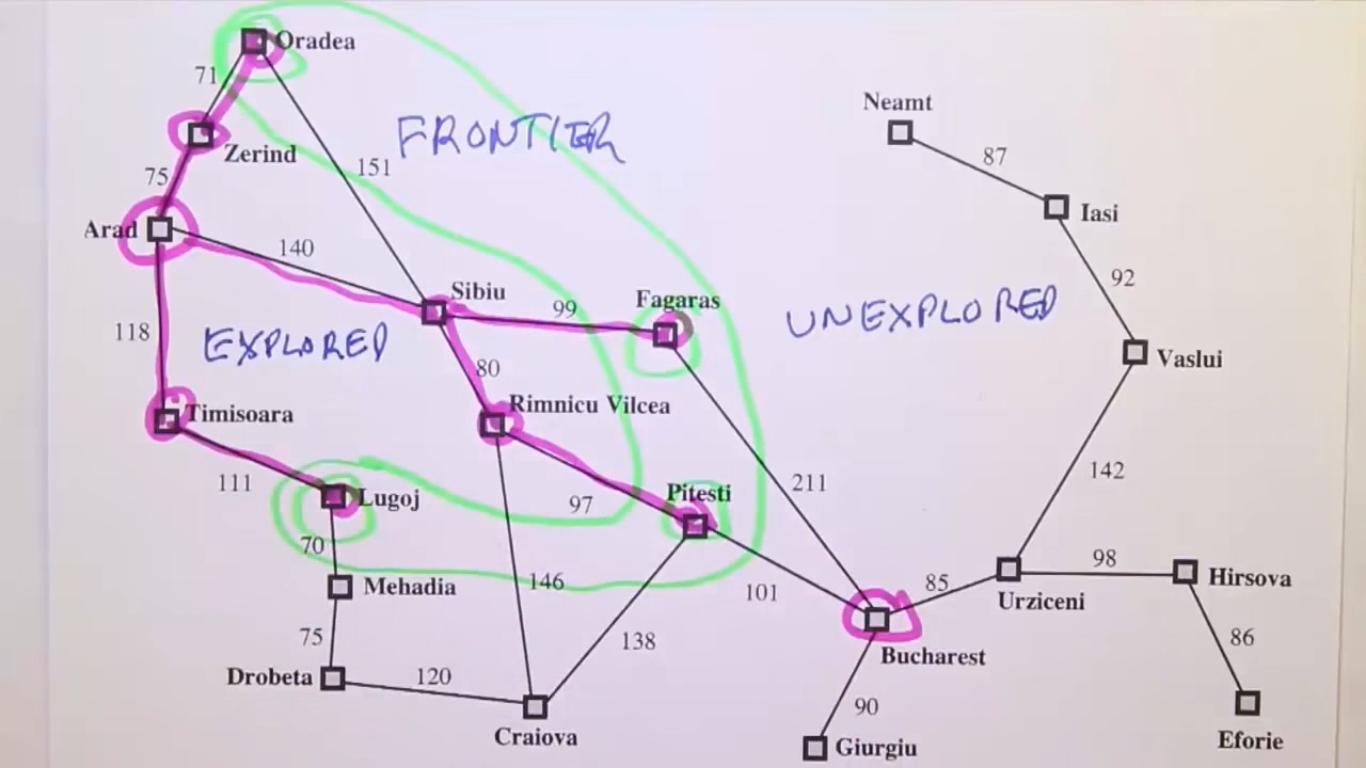 Oradea
71
Neamt
FRONTIER
87
Zerind
151
75
Iasi
Arad
140
92
Sibiu
99
Fagaras
UNEXPLORED
118
EXPLORED
80
Vaslui
Timisoara
Rimnicu Vilcea
142
111
Lugoj
97
Pitesti
211
70
Mehadia
146
101
85
98
Hirsova
Urziceni
75
138
86
Bucharest
Drobeta
120
90
Craiova
Giurgiu
Eforie